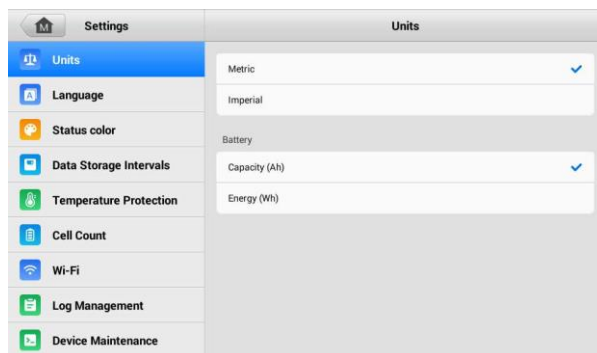 M
Settings
Units
Units
Language
Status color
Data Storage Intervals
Temperature Protection
Cell Count
Wi-Fi
Log Management
Device Maintenance
Metric
Imperial
Battery
Capacity (Ah)
Energy (Wh)